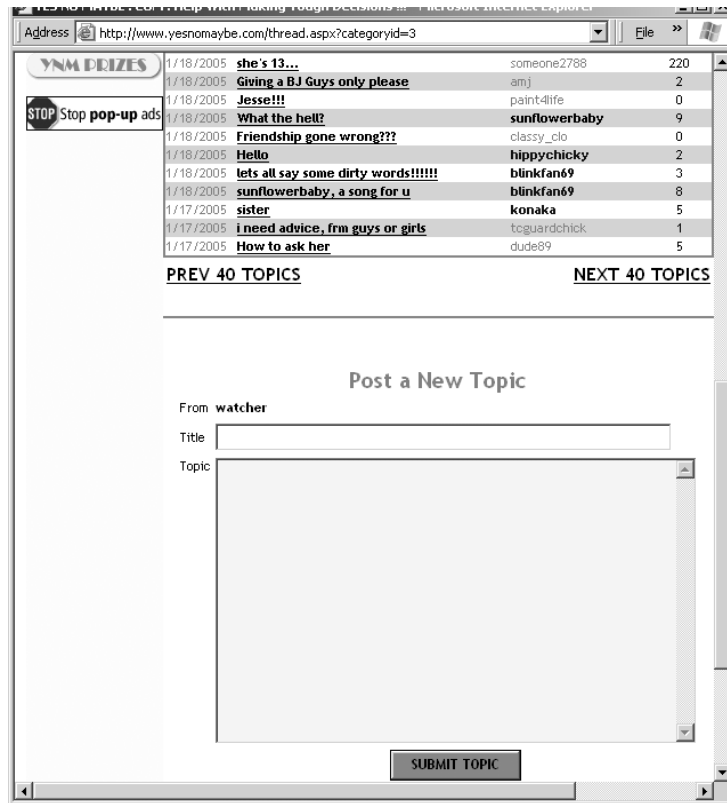 Address http://www.yesnomaybe.com/thread.aspx?categoryid=3 File »
YNM PRIZES
STOP Stop pop-up ads
1/18/2005 she's 13... someone2788 220
1/18/2005 Giving a BJ Guys only please amj 2
1/18/2005 Jesse!!! paint4life 0
1/18/2005 What the hell? sunflowerbaby 9
1/18/2005 Friendship gone wrong??? classy_clo 0
1/18/2005 Hello hippychicky 2
1/18/2005 lets all say some dirty words!!!!!! blinkfan69 3
1/18/2005 sunflowerbaby, a song for u blinkfan69 8
1/17/2005 sister konaka 5
1/17/2005 i need advice, frm guys or girls tcguardchick 1
1/17/2005 How to ask her dude89 5
PREV 40 TOPICS NEXT 40 TOPICS
Post a New Topic
From watcher
Title
Topic
SUBMIT TOPIC